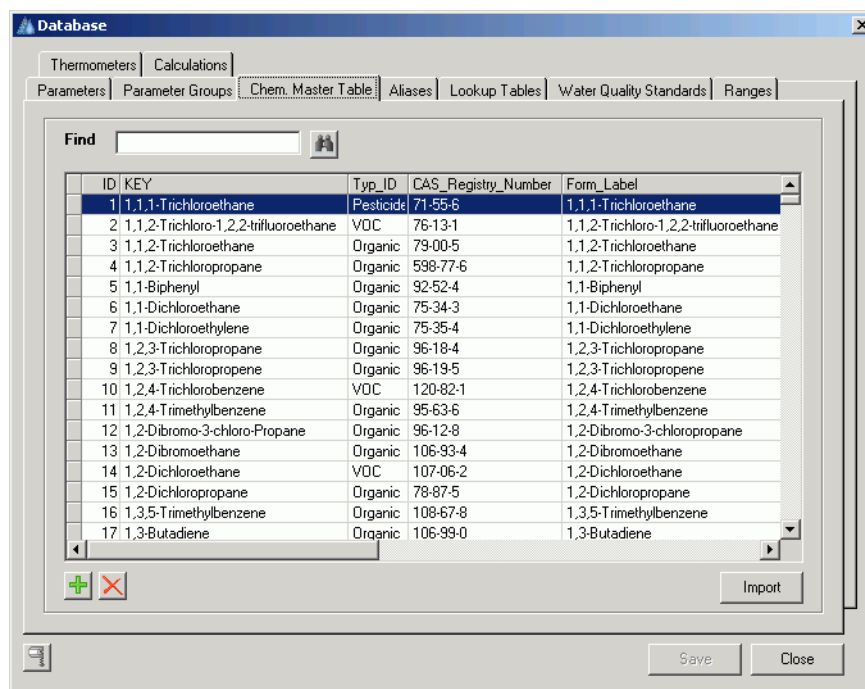 Database
Thermometers Calculations
Parameters Parameter Groups Chem. Master Table Aliases Lookup Tables Water Quality Standards Ranges
Find
ID KEY Typ_ID CAS_Registry_Number Form_Label
1 1,1,1-Trichloroethane Pesticide 71-55-6 1,1,1-Trichloroethane
2 1,1,2-Trichloro-1,2,2-trifluoroethane VOC 76-13-1 1,1,2-Trichloro-1,2,2-trifluoroethane
3 1,1,2-Trichloroethane Organic 79-00-5 1,1,2-Trichloroethane
4 1,1,2-Trichloropropane Organic 598-77-6 1,1,2-Trichloropropane
5 1,1-Biphenyl Organic 92-52-4 1,1-Biphenyl
6 1,1-Dichloroethane Organic 75-34-3 1,1-Dichloroethane
7 1,1-Dichloroethylene Organic 75-35-4 1,1-Dichloroethylene
8 1,2,3-Trichloropropane Organic 96-18-4 1,2,3-Trichloropropane
9 1,2,3-Trichloropropene Organic 96-19-5 1,2,3-Trichloropropene
10 1,2,4-Trichlorobenzene VOC 120-82-1 1,2,4-Trichlorobenzene
11 1,2,4-Trimethylbenzene Organic 95-63-6 1,2,4-Trimethylbenzene
12 1,2-Dibromo-3-chloro-Propane Organic 96-12-8 1,2-Dibromo-3-chloropropane
13 1,2-Dibromoethane Organic 106-93-4 1,2-Dibromoethane
14 1,2-Dichloroethane VOC 107-06-2 1,2-Dichloroethane
15 1,2-Dichloropropane Organic 78-87-5 1,2-Dichloropropane
16 1,3,5-Trimethylbenzene Organic 108-67-8 1,3,5-Trimethylbenzene
17 1,3-Butadiene Organic 106-99-0 1,3-Butadiene
Import
Save Close